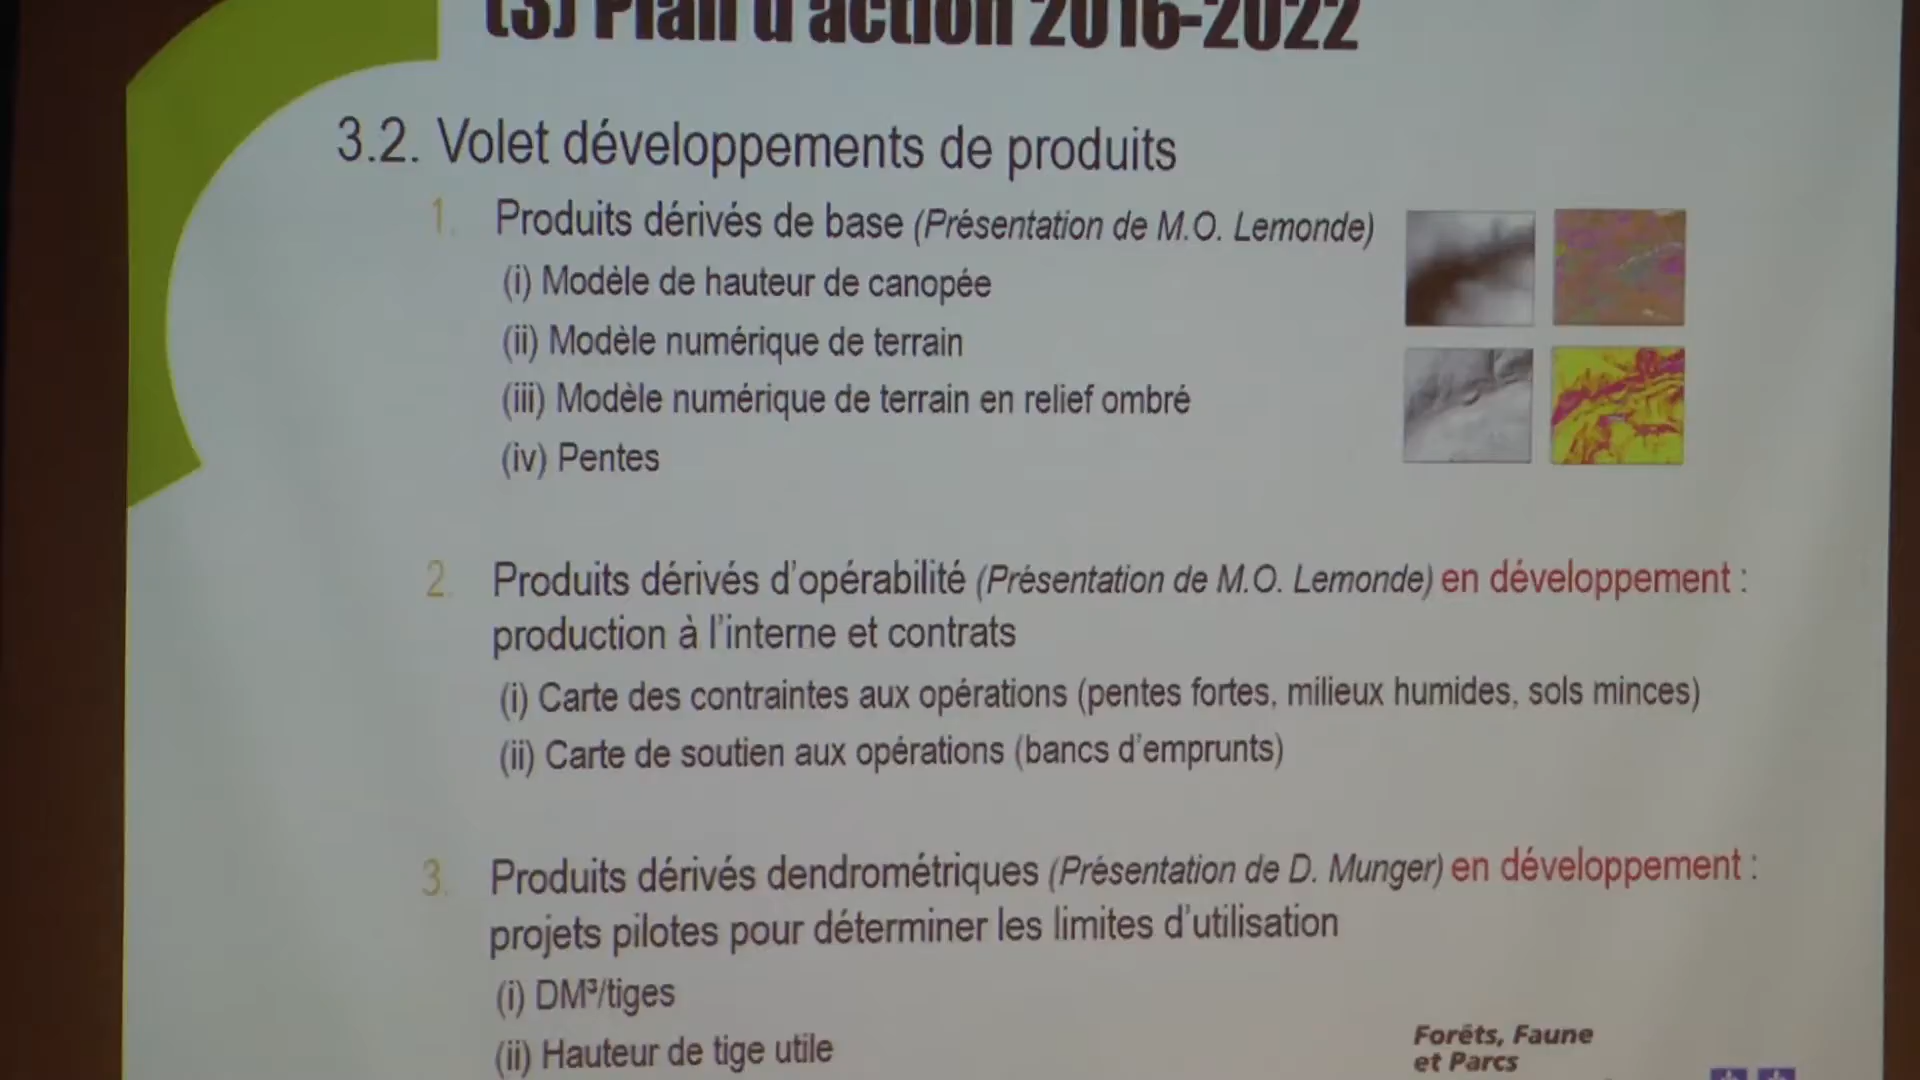 (3) Plan d'action 2016-2022
3.2. Volet développements de produits
1. Produits dérivés de base (Présentation de M.O. Lemonde)
(i) Modèle de hauteur de canopée
(ii) Modèle numérique de terrain
(iii) Modèle numérique de terrain en relief ombré
(iv) Pentes
2. Produits dérivés d'opérabilité (Présentation de M.O. Lemonde) en développement :
production à l'interne et contrats
(i) Carte des contraintes aux opérations (pentes fortes, milieux humides, sols minces)
(ii) Carte de soutien aux opérations (bancs d'emprunts)
3. Produits dérivés dendrométriques (Présentation de D. Munger) en développement :
projets pilotes pour déterminer les limites d'utilisation
(i) DM³/tiges
(ii) Hauteur de tige utile
Forêts, Faune
et Parcs